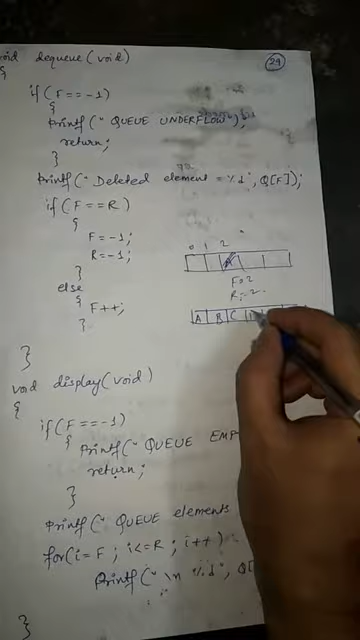 void dequeue(void)
29
{
if(F==-1)
{
printf("QUEUE UNDERFLOW");
return;
}
printf("Deleted element = %d", Q[F]);
if(F==R)
{
F=-1;
R=-1;
}
else
{
F++;
}
}
0 1 2
A
F=2
R=2
A B C
void display(void)
{
if(F==-1)
{ printf("QUEUE EMP
return;
}
printf("QUEUE elements
for(i=F; i<=R; i++)
printf("\n %d", Q[
}